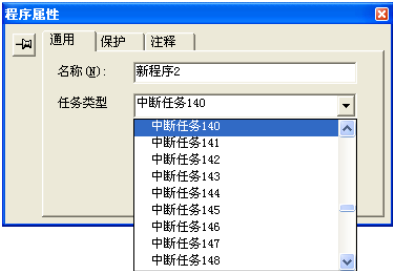 程序属性
通用 保护 注释
名称(N): 新程序2
任务类型 中断任务140
中断任务140
中断任务141
中断任务142
中断任务143
中断任务144
中断任务145
中断任务146
中断任务147
中断任务148